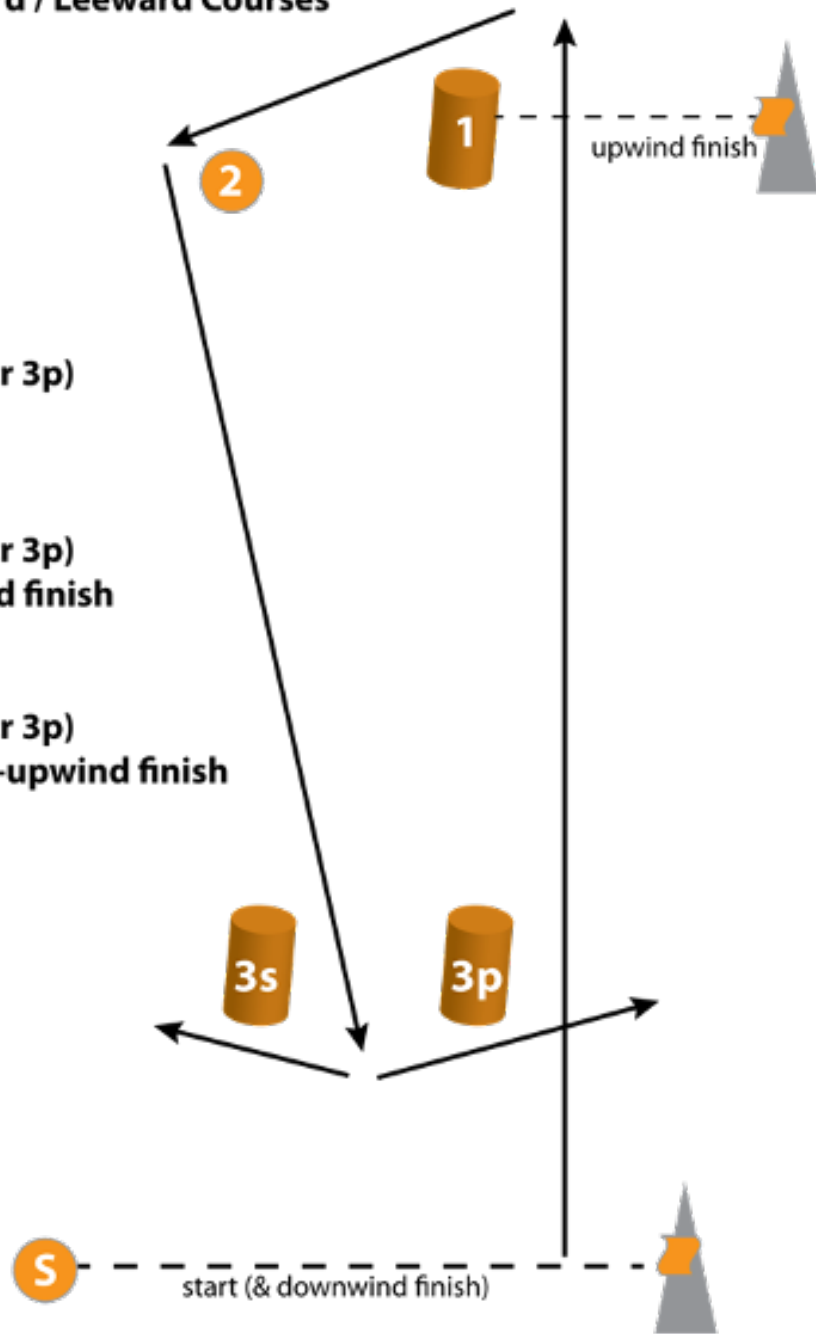 d / Leeward Courses
1
upwind finish
2
r 3p)
r 3p)
d finish
r 3p)
-upwind finish
3s
3p
S
start (& downwind finish)